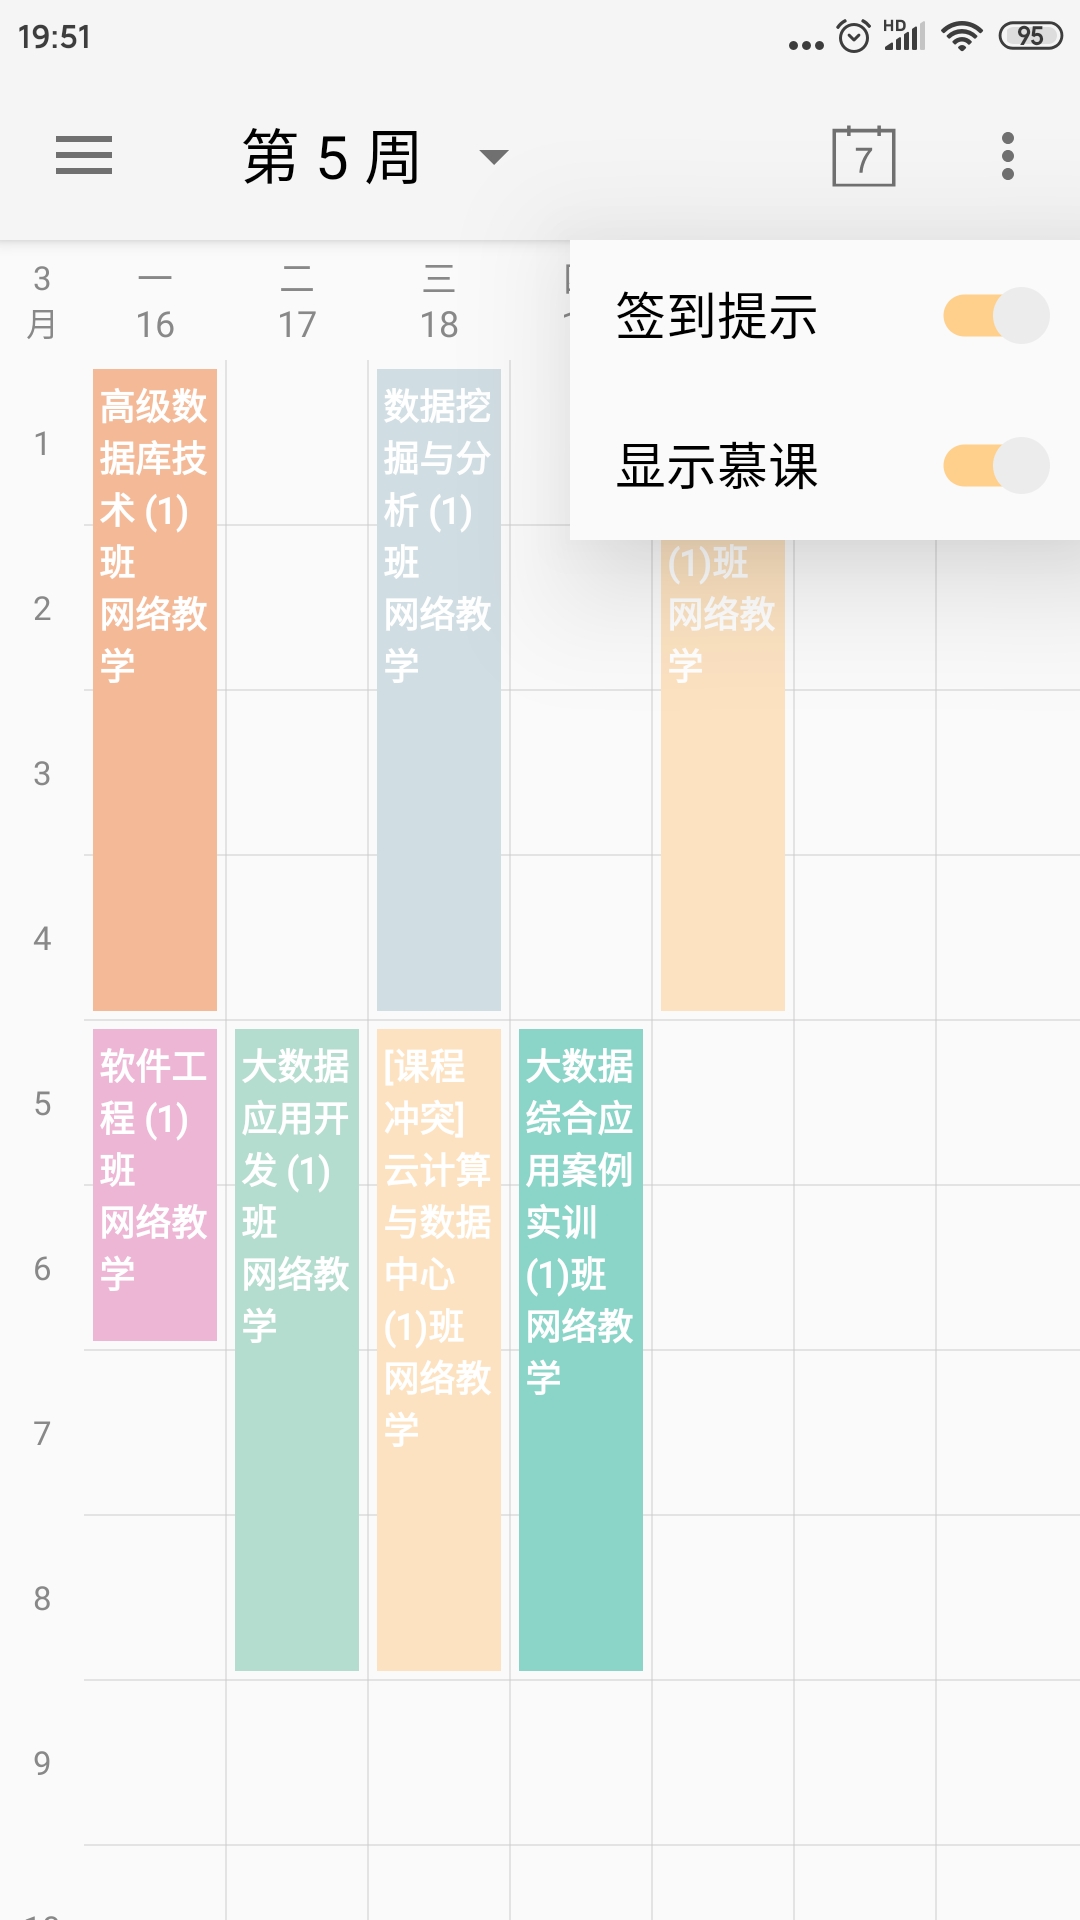 19:51
HD
95
第 5 周
7
签到提示
显示慕课
3
月
一
16
二
17
三
18
1
2
3
4
5
6
7
8
9
高级数
据库技
术 (1)
班
网络教
学
数据挖
掘与分
析 (1)
班
网络教
学
(1)班
网络教
学
软件工
程 (1)
班
网络教
学
大数据
应用开
发 (1)
班
网络教
学
[课程
冲突]
云计算
与数据
中心
(1)班
网络教
学
大数据
综合应
用案例
实训
(1)班
网络教
学